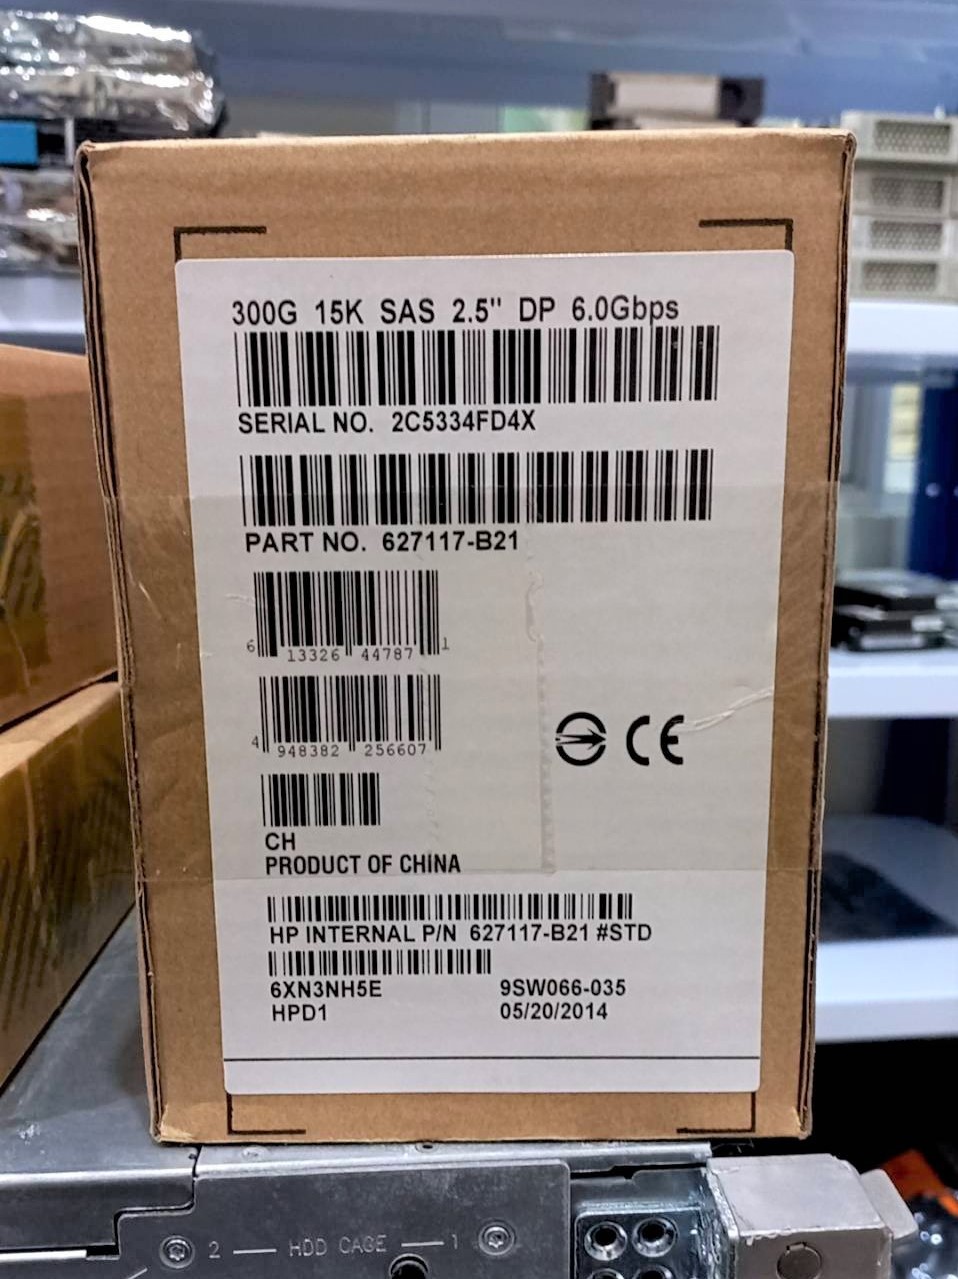 300G 15K SAS 2.5" DP 6.0Gbps
SERIAL NO. 2C5334FD4X
PART NO. 627117-B21
6 13326 44787 1
4 948382 256607
CE
CH
PRODUCT OF CHINA
HP INTERNAL P/N 627117-B21 #STD
6XN3NH5E 9SW066-035
HPD1 05/20/2014
2 — HDD CAGE — 1